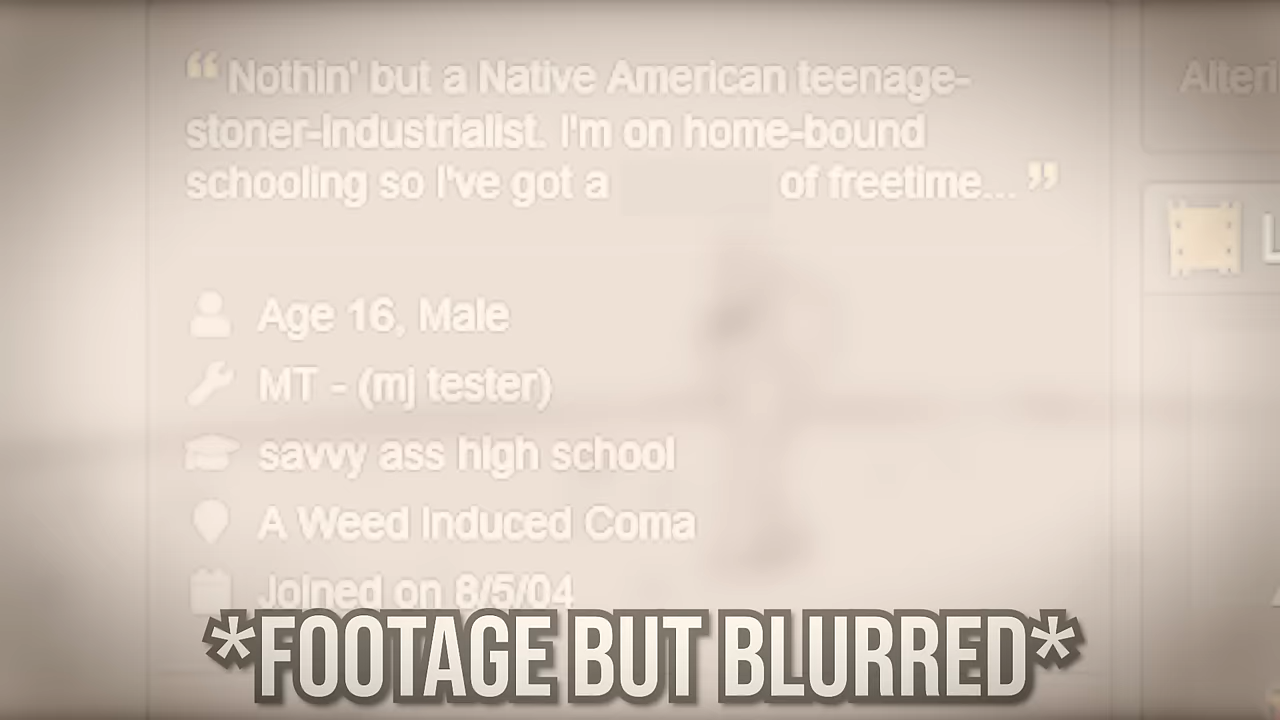 “ Nothin' but a Native American teenage-
stoner-industrialist. I'm on home-bound
schooling so I've got a of freetime... ”
Age 16, Male
MT - (mj tester)
savvy ass high school
A Weed Induced Coma
Joined on 8/5/04
Alteri
L
*FOOTAGE BUT BLURRED*